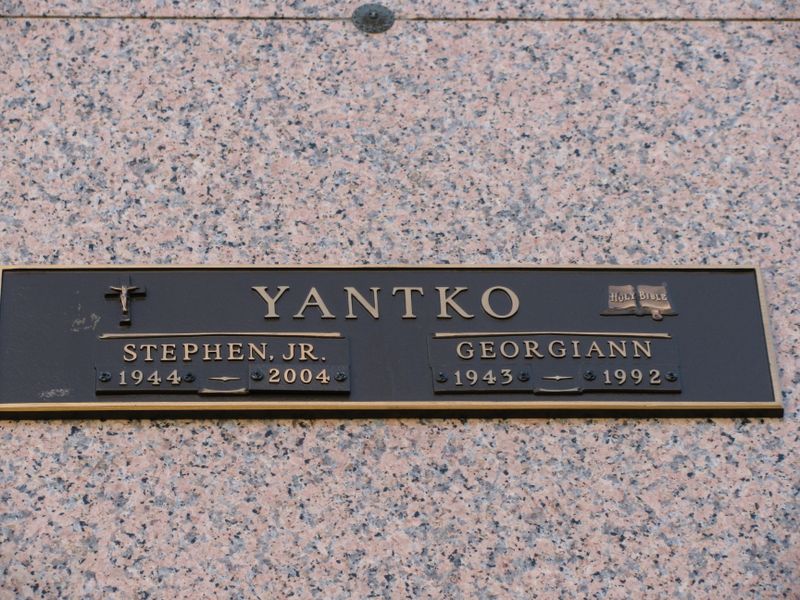 YANTKO
HOLY BIBLE
STEPHEN, JR.
1944 2004
GEORGIANN
1943 1992